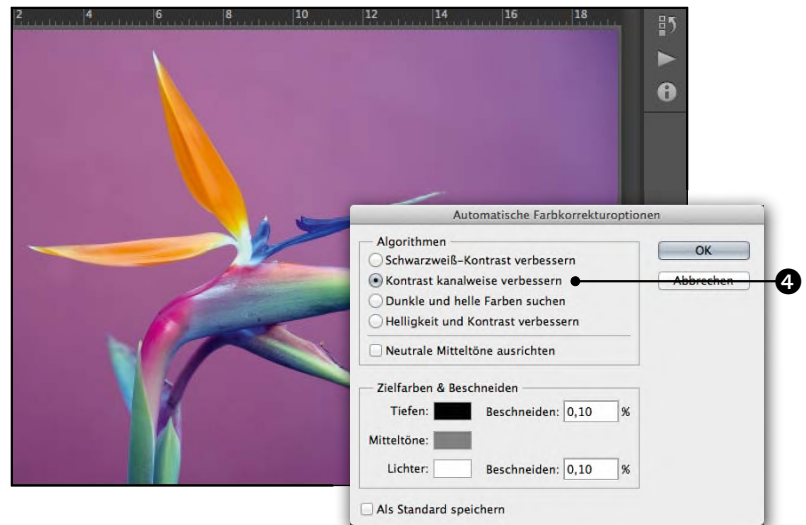 2 4 6 8 10 12 14 16 18
Automatische Farbkorrekturoptionen
Algorithmen
Schwarzweiß-Kontrast verbessern
OK
Kontrast kanalweise verbessern
Abbrechen
4
Dunkle und helle Farben suchen
Helligkeit und Kontrast verbessern
Neutrale Mitteltöne ausrichten
Zielfarben & Beschneiden
Tiefen: Beschneiden: 0,10 %
Mitteltöne:
Lichter: Beschneiden: 0,10 %
Als Standard speichern